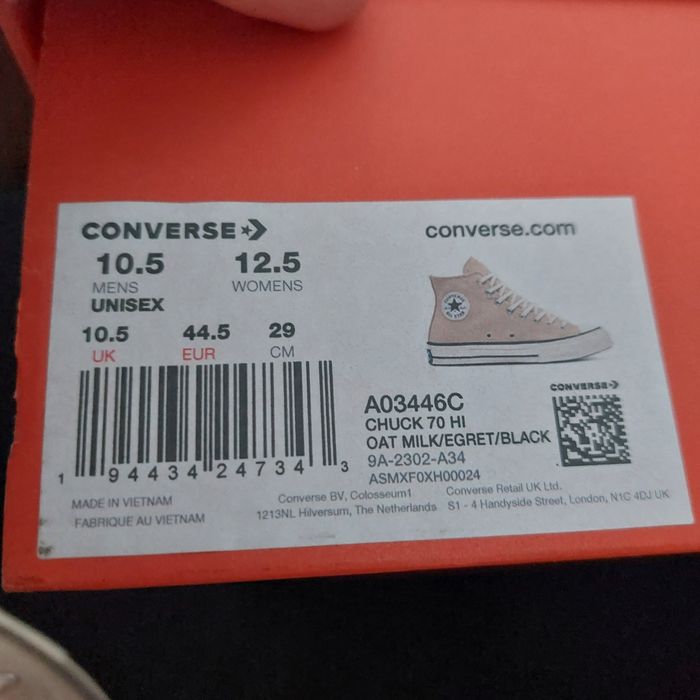 CONVERSE
converse.com
10.5 12.5
MENS WOMENS
UNISEX
10.5 44.5 29
UK EUR CM
CONVERSE
ALL STAR
CONVERSE
A03446C
CHUCK 70 HI
OAT MILK/EGRET/BLACK
9A-2302-A34
ASMXF0XH00024
1 94434 24734 3
MADE IN VIETNAM
FABRIQUE AU VIETNAM
Converse BV, Colosseum1
1213NL Hilversum, The Netherlands
Converse Retail UK Ltd.
S1 - 4 Handyside Street, London, N1C 4DJ UK